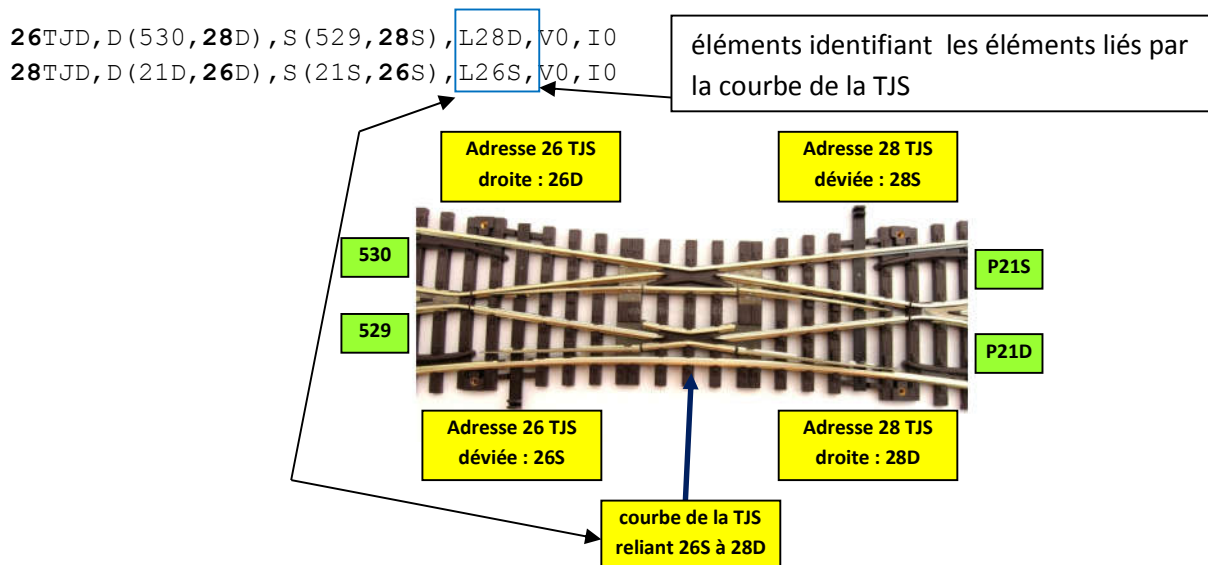 26TJD,D(530,28D),S(529,28S),L28D,V0,I0
28TJD,D(21D,26D),S(21S,26S),L26S,V0,I0
éléments identifiant les éléments liés par
la courbe de la TJS
Adresse 26 TJS
droite : 26D
Adresse 28 TJS
déviée : 28S
530
P21S
529
P21D
Adresse 26 TJS
déviée : 26S
Adresse 28 TJS
droite : 28D
courbe de la TJS
reliant 26S à 28D